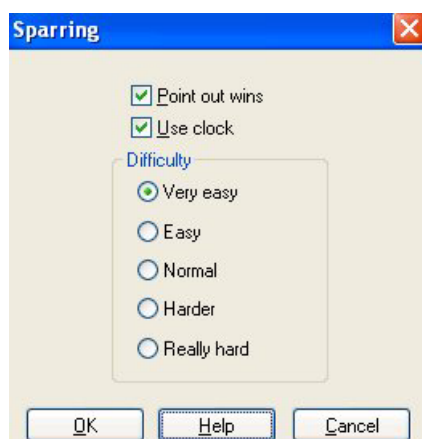 Sparring
Point out wins
Use clock
Difficulty
Very easy
Easy
Normal
Harder
Really hard
OK Help Cancel